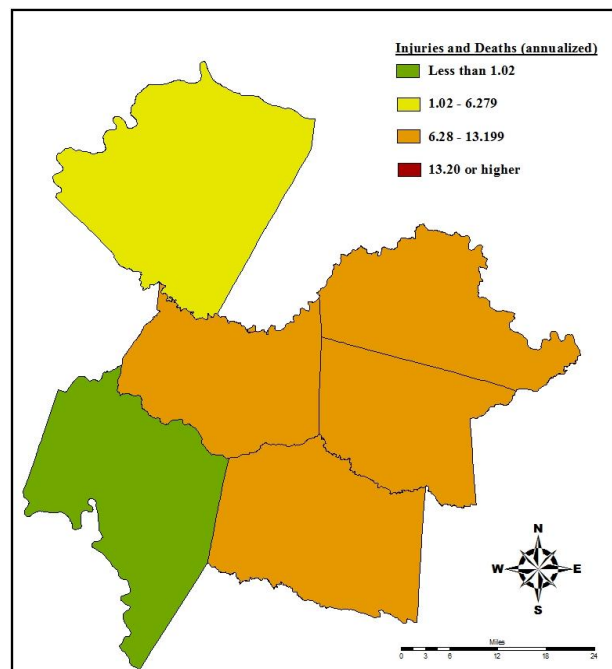 Injuries and Deaths (annualized)
Less than 1.02
1.02 - 6.279
6.28 - 13.199
13.20 or higher
N
W E
S
Miles
0 3 6 12 18 24